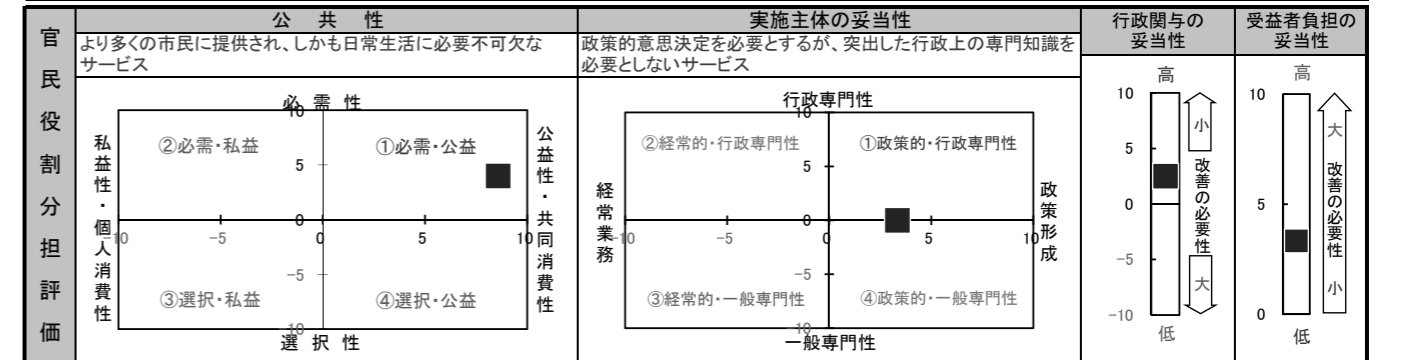 官民役割分担評価
公共性
より多くの市民に提供され、しかも日常生活に必要不可欠な
サービス
必需性
10
②必需・私益
①必需・公益
5
私益性・個人消費性
公益性・共同消費性
0
-10
-5
0
5
10
-5
③選択・私益
④選択・公益
-10
選択性
実施主体の妥当性
政策的意思決定を必要とするが、突出した行政上の専門知識を
必要としないサービス
行政専門性
10
②経常的・行政専門性
①政策的・行政専門性
5
経常業務
政策形成
0
-10
-5
0
5
10
-5
③経常的・一般専門性
④政策的・一般専門性
-10
一般専門性
行政関与の
妥当性
高
10
5
0
-5
-10
低
小
改善の必要性
大
受益者負担の
妥当性
高
10
5
0
低
大
改善の必要性
小